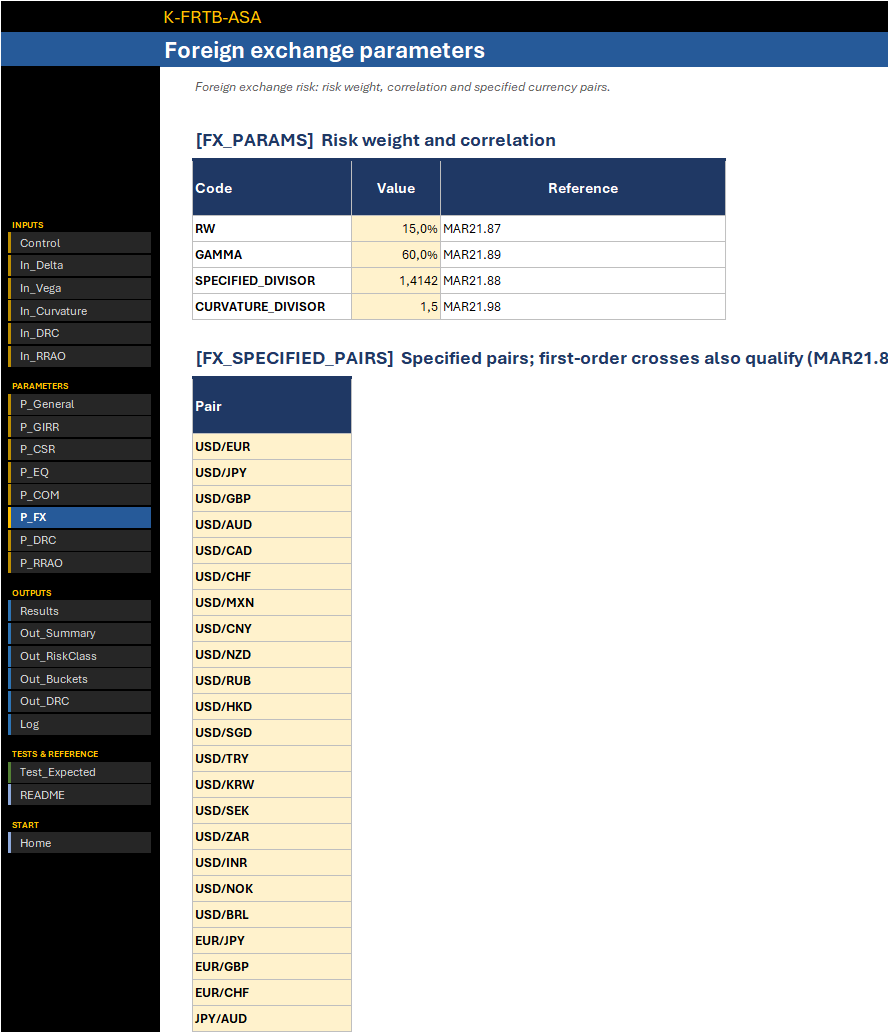 K-FRTB-ASA
Foreign exchange parameters
Foreign exchange risk: risk weight, correlation and specified currency pairs.
INPUTS
Control
In_Delta
In_Vega
In_Curvature
In_DRC
In_RRAO
PARAMETERS
P_General
P_GIRR
P_CSR
P_EQ
P_COM
P_FX
P_DRC
P_RRAO
OUTPUTS
Results
Out_Summary
Out_RiskClass
Out_Buckets
Out_DRC
Log
TESTS & REFERENCE
Test_Expected
README
START
Home
[FX_PARAMS] Risk weight and correlation
Code Value Reference
RW 15,0% MAR21.87
GAMMA 60,0% MAR21.89
SPECIFIED_DIVISOR 1,4142 MAR21.88
CURVATURE_DIVISOR 1,5 MAR21.98
[FX_SPECIFIED_PAIRS] Specified pairs; first-order crosses also qualify (MAR21.8
Pair
USD/EUR
USD/JPY
USD/GBP
USD/AUD
USD/CAD
USD/CHF
USD/MXN
USD/CNY
USD/NZD
USD/RUB
USD/HKD
USD/SGD
USD/TRY
USD/KRW
USD/SEK
USD/ZAR
USD/INR
USD/NOK
USD/BRL
EUR/JPY
EUR/GBP
EUR/CHF
JPY/AUD